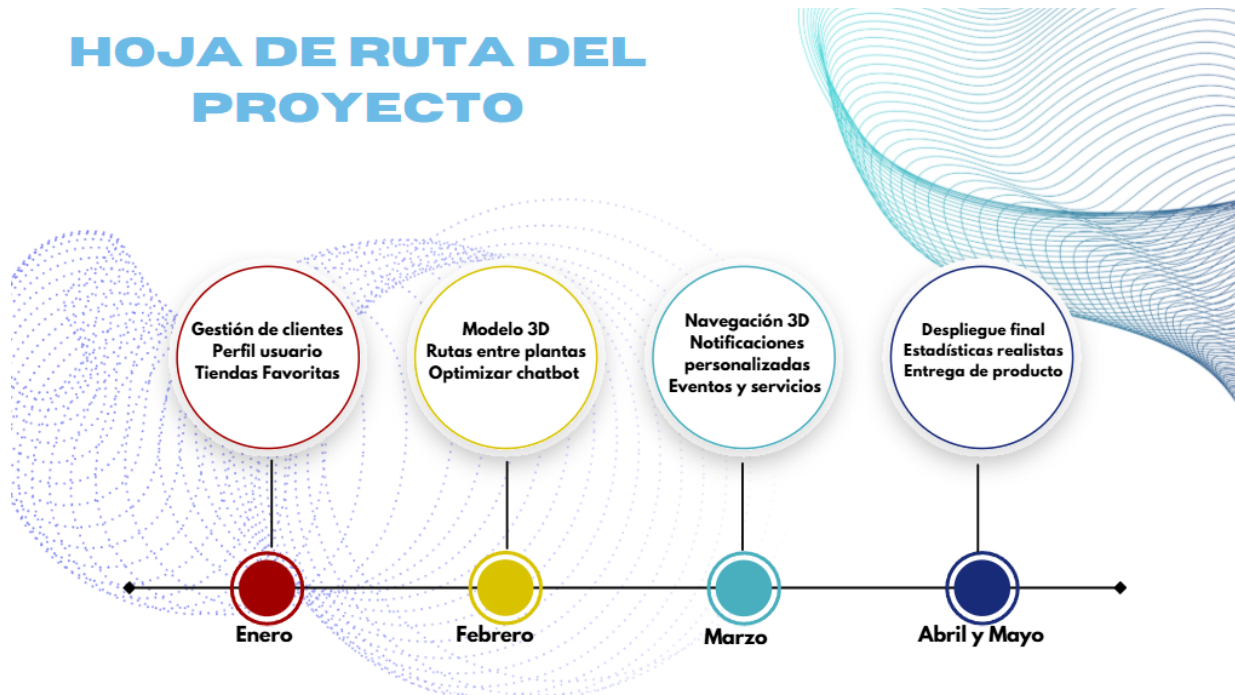 HOJA DE RUTA DEL
PROYECTO
Gestión de clientes
Perfil usuario
Tiendas Favoritas
Modelo 3D
Rutas entre plantas
Optimizar chatbot
Navegación 3D
Notificaciones
personalizadas
Eventos y servicios
Despliegue final
Estadísticas realistas
Entrega de producto
Enero
Febrero
Marzo
Abril y Mayo